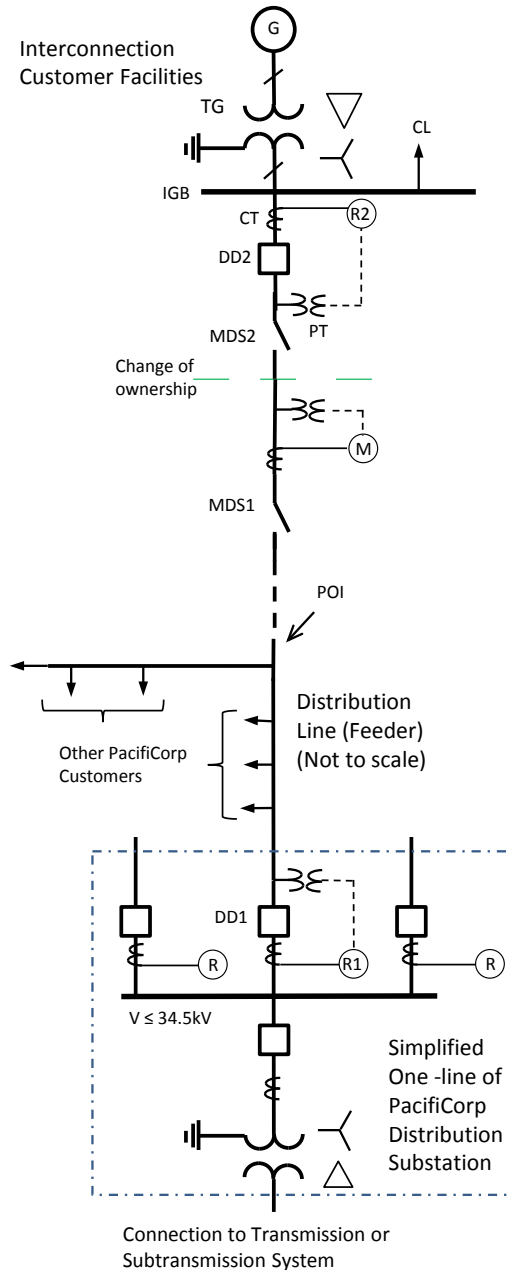 G
Interconnection
Customer Facilities
TG
CL
IGB
CT
R2
DD2
PT
MDS2
Change of
ownership
M
MDS1
POI
Distribution
Line (Feeder)
(Not to scale)
Other PacifiCorp
Customers
DD1
R
R1
R
V ≤ 34.5kV
Simplified
One -line of
PacifiCorp
Distribution
Substation
Connection to Transmission or
Subtransmission System